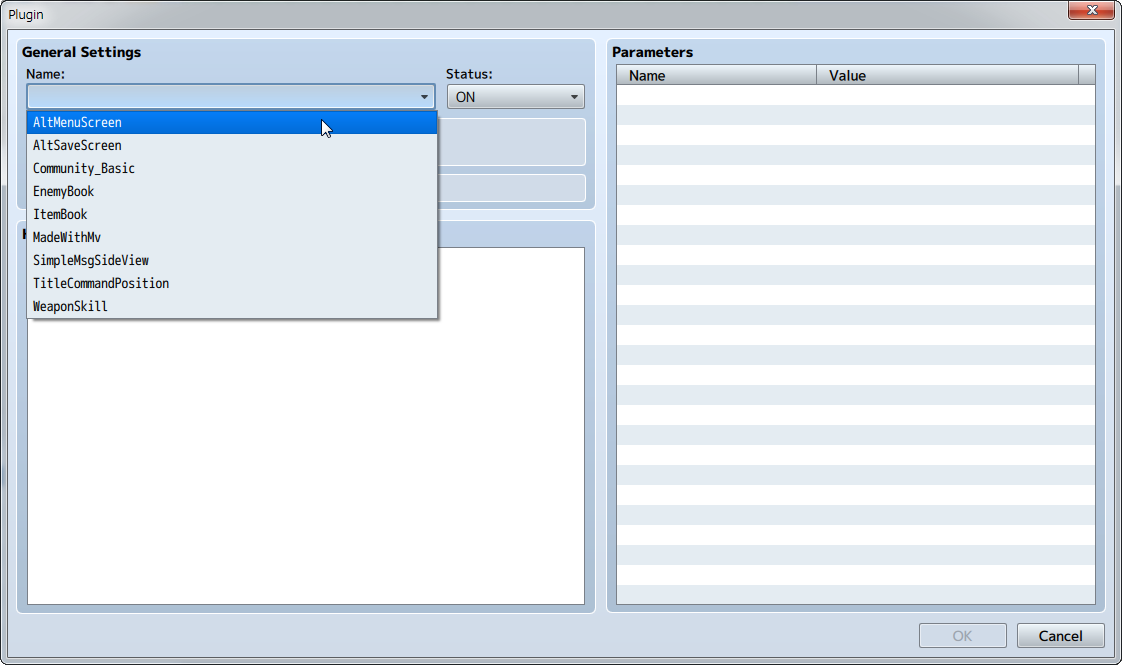 Plugin
General Settings
Name:
Status:
ON
AltMenuScreen
AltSaveScreen
Community_Basic
EnemyBook
ItemBook
MadeWithMv
SimpleMsgSideView
TitleCommandPosition
WeaponSkill
Parameters
Name Value
OK Cancel